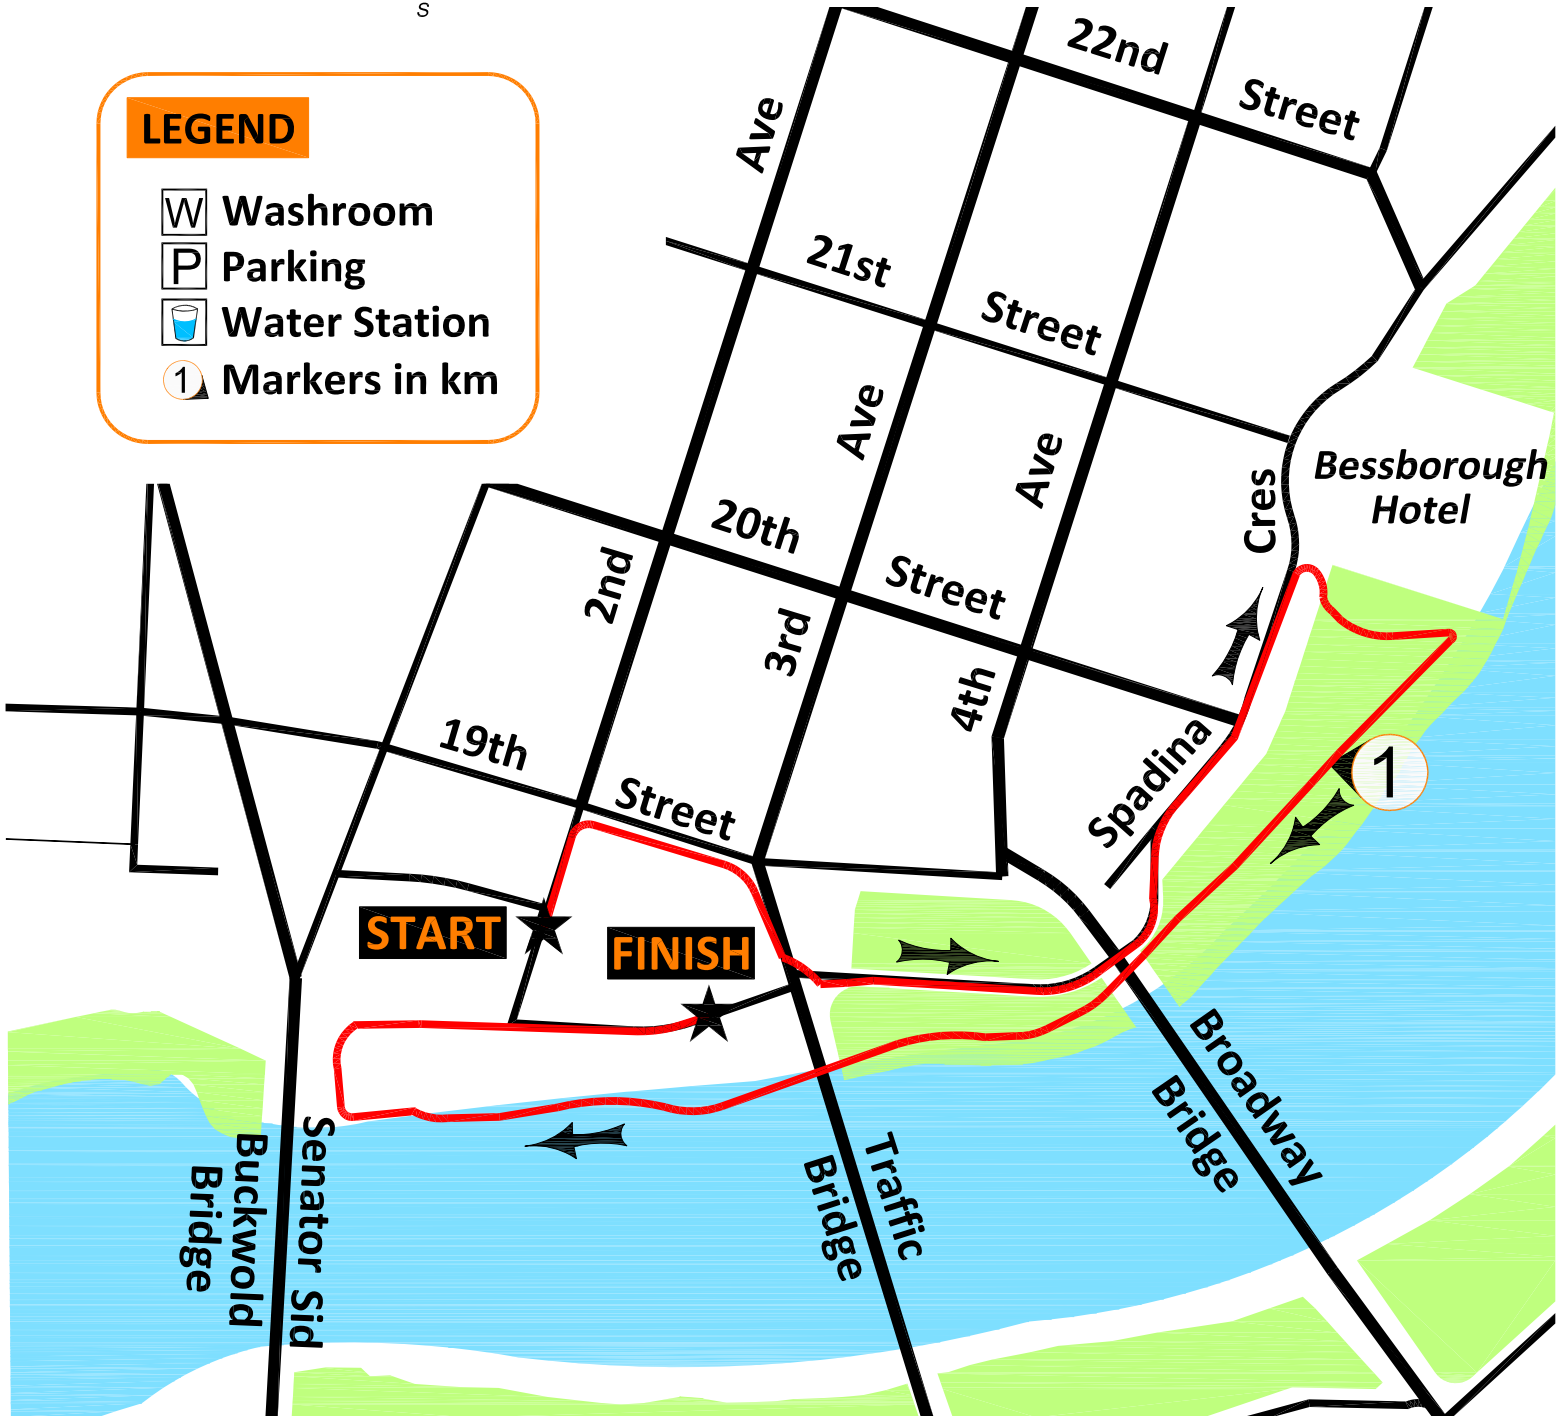 s
LEGEND
W Washroom
P Parking
Water Station
1 Markers in km
22nd Street
Ave
21st Street
Ave
Ave
Cres
Bessborough
Hotel
20th Street
2nd
3rd
4th
19th Street
Spadina
1
START
FINISH
Broadway
Bridge
Traffic
Bridge
Senator Sid
Buckwold
Bridge